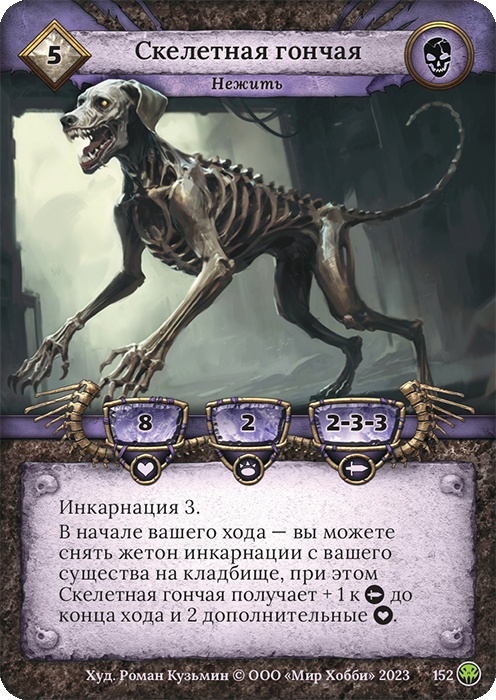 5
Скелетная гончая
Нежить
8
2
2-3-3
Инкарнация 3.
В начале вашего хода — вы можете
снять жетон инкарнации с вашего
существа на кладбище, при этом
Скелетная гончая получает +1 к до
конца хода и 2 дополнительные .
Худ. Роман Кузьмин © ООО «Мир Хобби» 2023
152